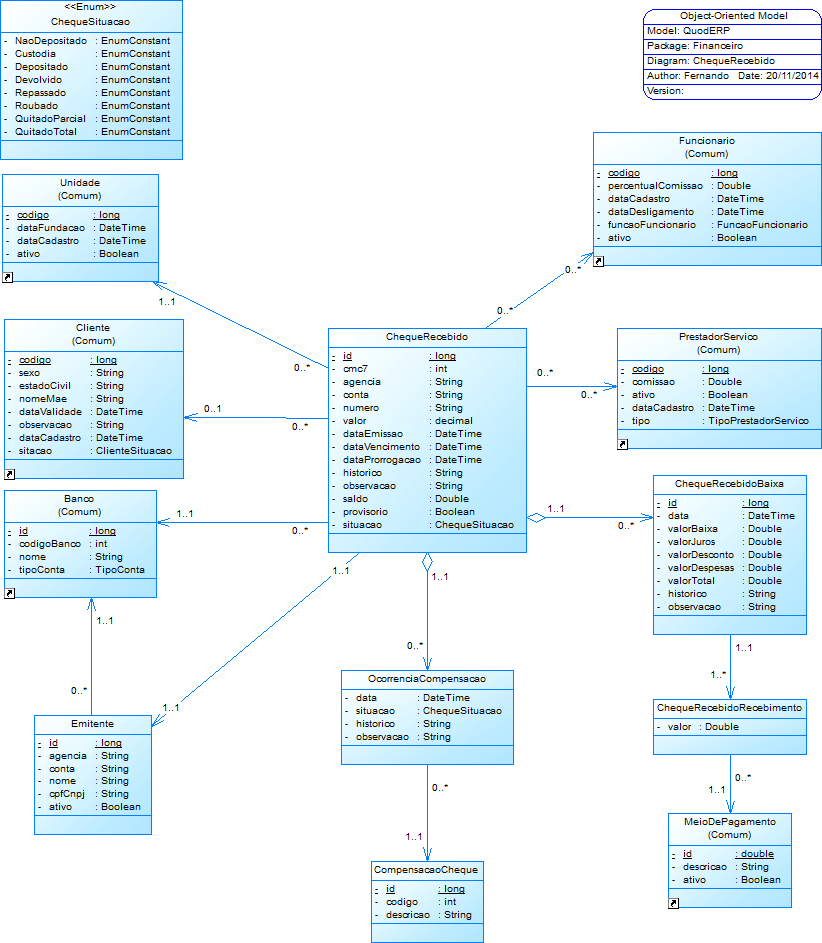 <<Enum>>
ChequeSituacao
- NaoDepositado : EnumConstant
- Custodia : EnumConstant
- Depositado : EnumConstant
- Devolvido : EnumConstant
- Repassado : EnumConstant
- Roubado : EnumConstant
- QuitadoParcial : EnumConstant
- QuitadoTotal : EnumConstant
Object-Oriented Model
Model: QuodERP
Package: Financeiro
Diagram: ChequeRecebido
Author: Fernando Date: 20/11/2014
Version:
Funcionario
(Comum)
- codigo : long
- percentualComissao : Double
- dataCadastro : DateTime
- dataDesligamento : DateTime
- funcaoFuncionario : FuncaoFuncionario
- ativo : Boolean
Unidade
(Comum)
- codigo : long
- dataFundacao : DateTime
- dataCadastro : DateTime
- ativo : Boolean
0..*
0..*
1..1
0..*
Cliente
(Comum)
- codigo : long
- sexo : String
- estadoCivil : String
- nomeMae : String
- dataValidade : DateTime
- observacao : String
- dataCadastro : DateTime
- sitacao : ClienteSituacao
0..1
0..*
ChequeRecebido
- id : long
- cmc7 : int
- agencia : String
- conta : String
- numero : String
- valor : decimal
- dataEmissao : DateTime
- dataVencimento : DateTime
- dataProrrogacao : DateTime
- historico : String
- observacao : String
- saldo : Double
- provisorio : Boolean
- situacao : ChequeSituacao
0..*
0..*
PrestadorServico
(Comum)
- codigo : long
- comissao : Double
- ativo : Boolean
- dataCadastro : DateTime
- tipo : TipoPrestadorServico
Banco
(Comum)
- id : long
- codigoBanco : int
- nome : String
- tipoConta : TipoConta
1..1
0..*
1..1
0..*
ChequeRecebidoBaixa
- id : long
- data : DateTime
- valorBaixa : Double
- valorJuros : Double
- valorDesconto : Double
- valorDespesas : Double
- valorTotal : Double
- historico : String
- observacao : String
1..1
1..1
1..1
0..*
1..1
0..*
1..1
1..*
Emitente
- id : long
- agencia : String
- conta : String
- nome : String
- cpfCnpj : String
- ativo : Boolean
OcorrenciaCompensacao
- data : DateTime
- situacao : ChequeSituacao
- historico : String
- observacao : String
ChequeRecebidoRecebimento
- valor : Double
0..*
1..1
0..*
1..1
MeioDePagamento
(Comum)
- id : double
- descricao : String
- ativo : Boolean
CompensacaoCheque
- id : long
- codigo : int
- descricao : String